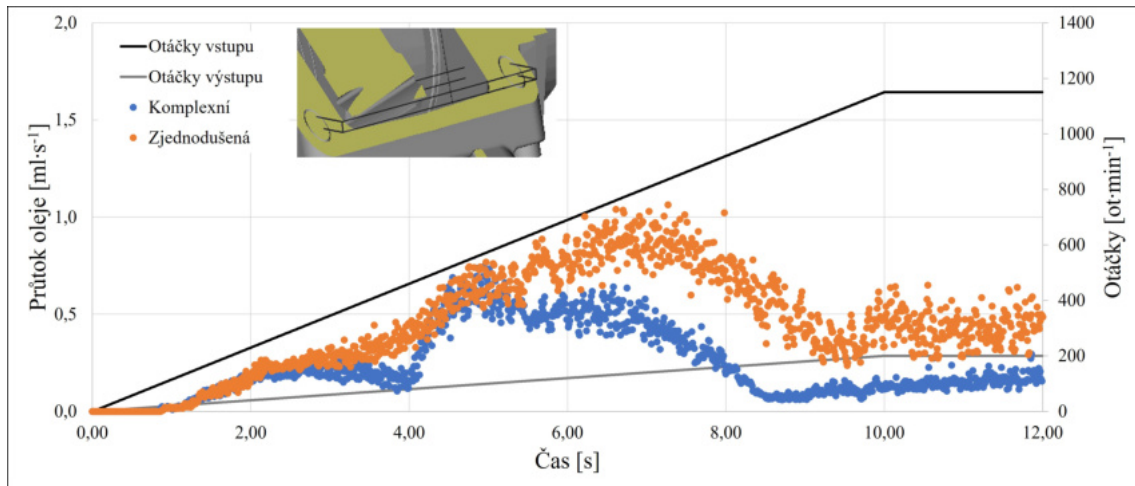 2,0
1400
Otáčky vstupu
1200
Otáčky výstupu
Komplexní
1,5
1000
Zjednodušená
800
1,0
600
0,5
400
200
0,0
0
Průtok oleje [ml·s⁻¹]
Otáčky [ot·min⁻¹]
0,00 2,00 4,00 6,00 8,00 10,00 12,00
Čas [s]